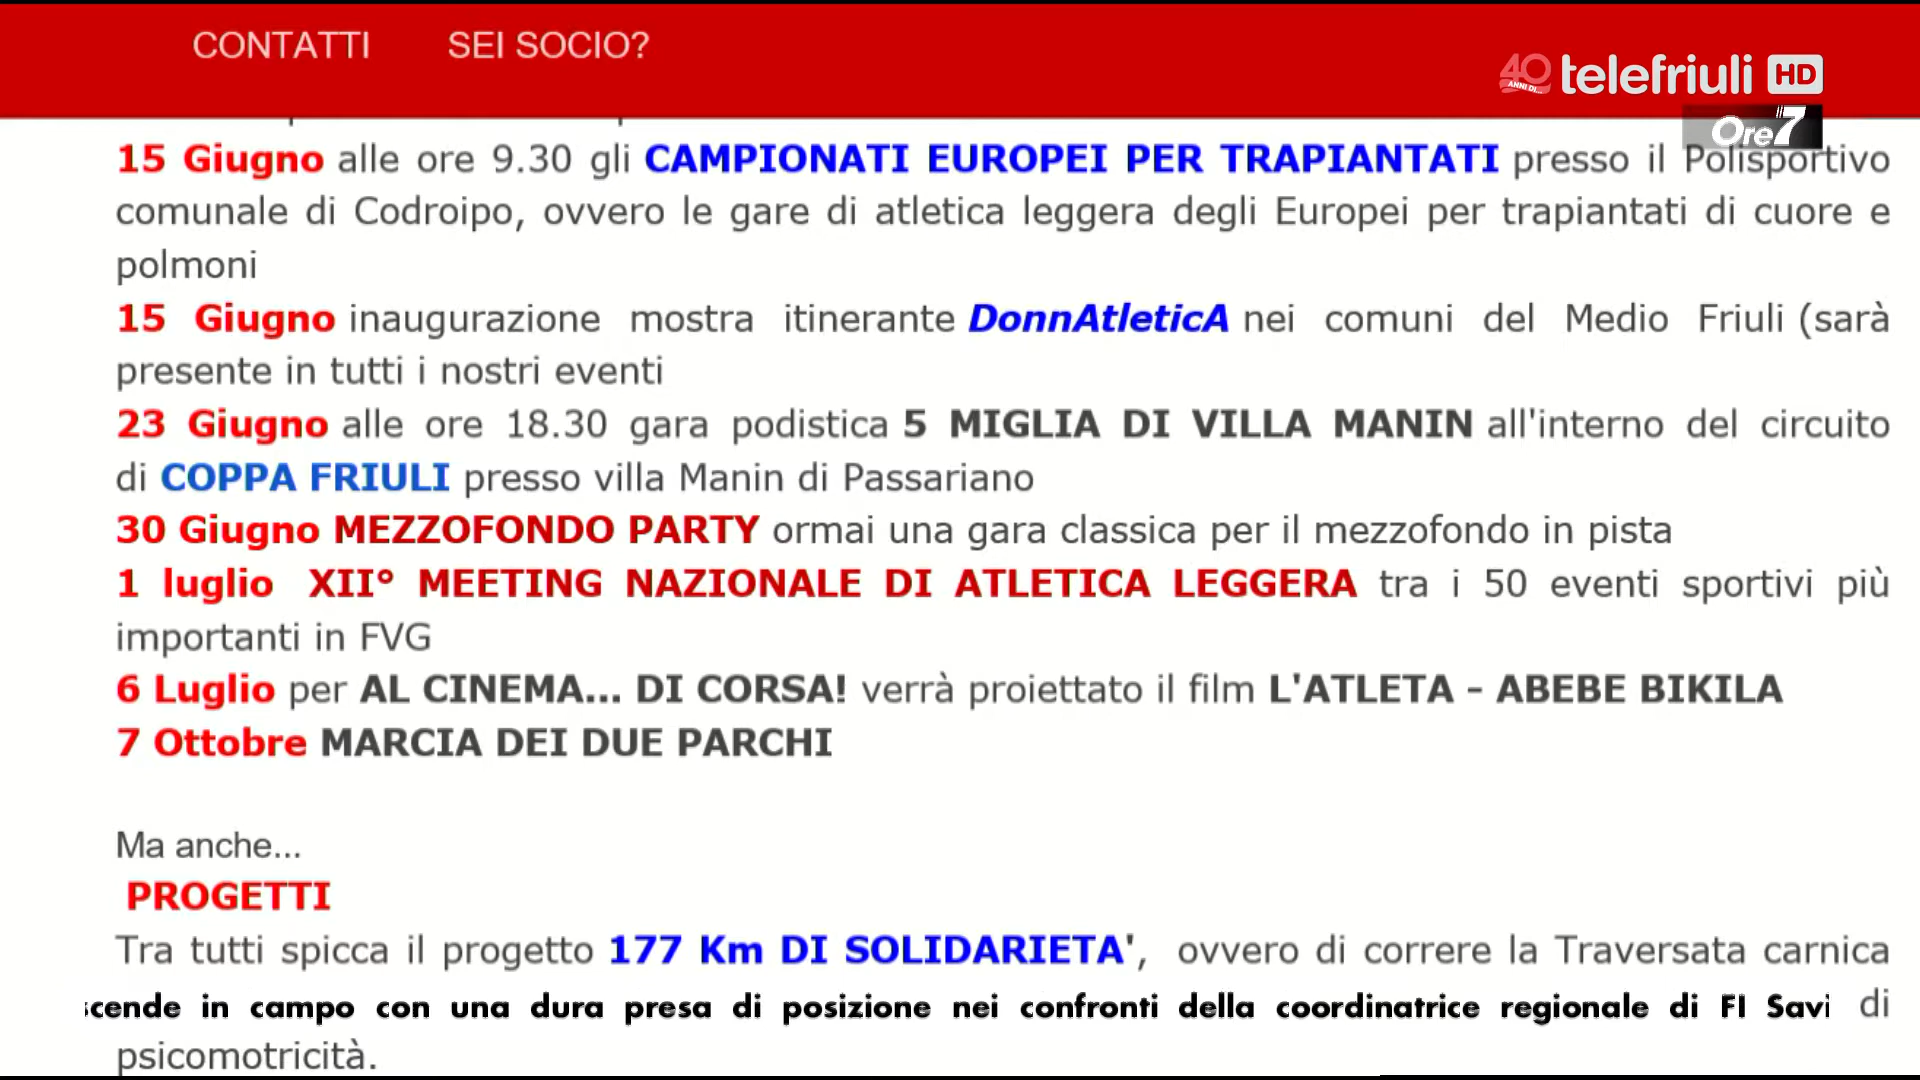 CONTATTI SEI SOCIO?
40 ANNI DI... telefriuli HD
Ore 7
15 Giugno alle ore 9.30 gli CAMPIONATI EUROPEI PER TRAPIANTATI presso il Polisportivo
comunale di Codroipo, ovvero le gare di atletica leggera degli Europei per trapiantati di cuore e
polmoni
15 Giugno inaugurazione mostra itinerante DonnAtleticA nei comuni del Medio Friuli (sarà
presente in tutti i nostri eventi
23 Giugno alle ore 18.30 gara podistica 5 MIGLIA DI VILLA MANIN all'interno del circuito
di COPPA FRIULI presso villa Manin di Passariano
30 Giugno MEZZOFONDO PARTY ormai una gara classica per il mezzofondo in pista
1 luglio XII° MEETING NAZIONALE DI ATLETICA LEGGERA tra i 50 eventi sportivi più
importanti in FVG
6 Luglio per AL CINEMA... DI CORSA! verrà proiettato il film L'ATLETA - ABEBE BIKILA
7 Ottobre MARCIA DEI DUE PARCHI
Ma anche...
PROGETTI
Tra tutti spicca il progetto 177 Km DI SOLIDARIETA', ovvero di correre la Traversata carnica
scende in campo con una dura presa di posizione nei confronti della coordinatrice regionale di FI Savi di
psicomotricità.